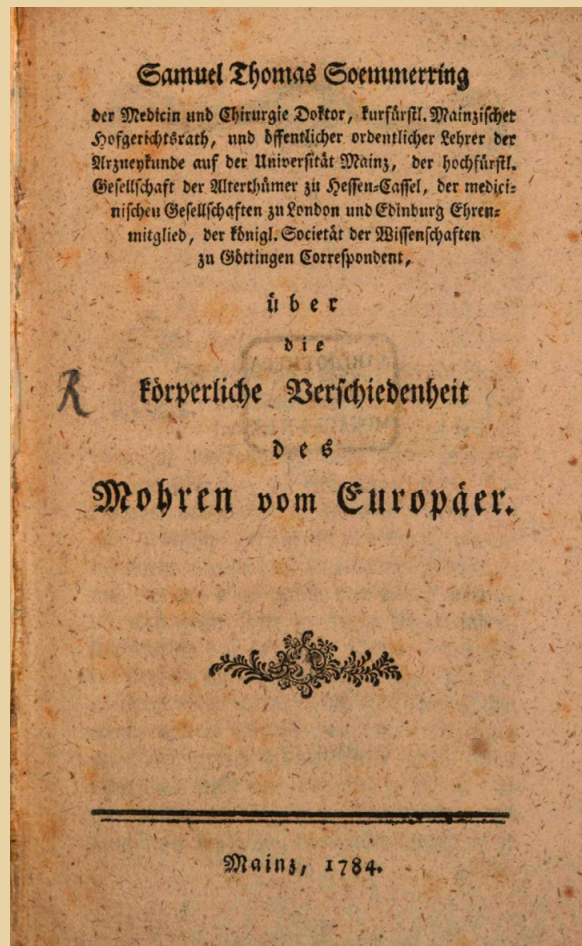 Samuel Thomas Soemmerring
der Medicin und Chirurgie Doktor, kurfürstl. Mainzischer
Hofgerichtsrath, und öffentlicher ordentlicher Lehrer der
Arzneykunde auf der Universität Mainz, der hochfürstl.
Gesellschaft der Alterthümer zu Hessen-Cassel, der medici-
nischen Gesellschaften zu London und Edinburg Ehren-
mitglied, der königl. Societät der Wissenschaften
zu Göttingen Correspondent,
über
die
körperliche Verschiedenheit
des
Mohren vom Europäer.
Mainz, 1784.